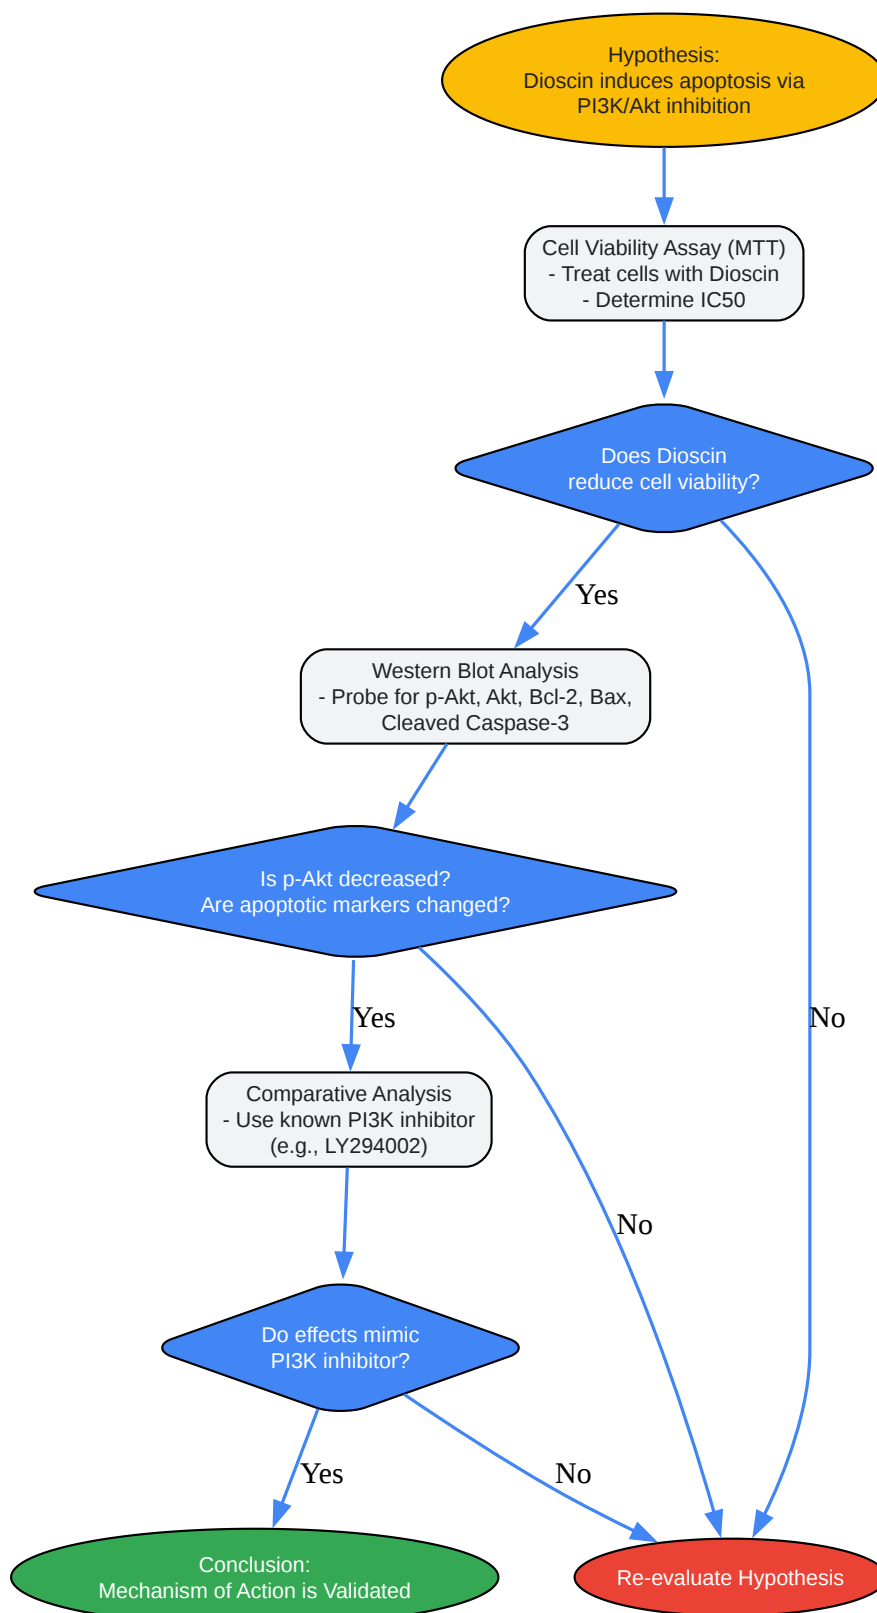 Hypothesis:
Dioscin induces apoptosis via
PI3K/Akt inhibition
Cell Viability Assay (MTT)
- Treat cells with Dioscin
- Determine IC50
Does Dioscin
reduce cell viability?
Yes
Western Blot Analysis
- Probe for p-Akt, Akt, Bcl-2, Bax,
Cleaved Caspase-3
Is p-Akt decreased?
Are apoptotic markers changed?
Yes
No
Comparative Analysis
- Use known PI3K inhibitor
(e.g., LY294002)
No
Do effects mimic
PI3K inhibitor?
Yes
No
Conclusion:
Mechanism of Action is Validated
Re-evaluate Hypothesis